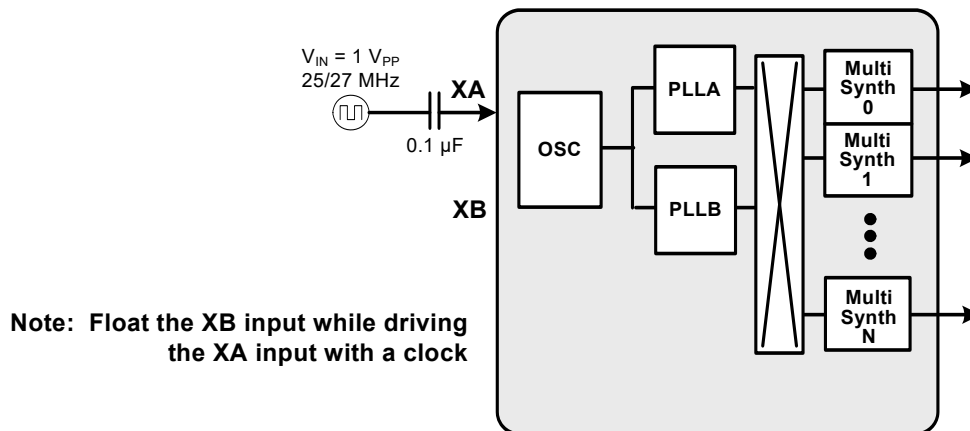 V_IN = 1 V_PP
25/27 MHz
XA
0.1 µF
XB
OSC
PLLA
PLLB
Multi
Synth
0
Multi
Synth
1
Multi
Synth
N
Note: Float the XB input while driving
the XA input with a clock